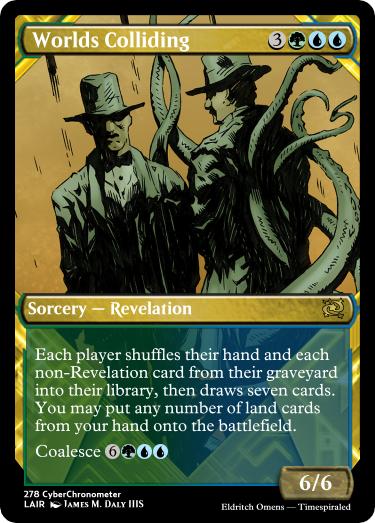 Worlds Colliding 3
Sorcery — Revelation
Each player shuffles their hand and each
non-Revelation card from their graveyard
into their library, then draws seven cards.
You may put any number of land cards
from your hand onto the battlefield.
Coalesce 6
6/6
278 CyberChronometer
LAIR James M. Daly IIIS
Eldritch Omens — Timespiraled